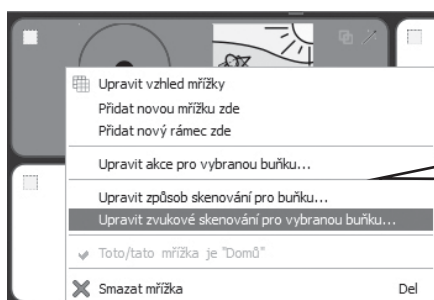 Upravit vzhled mřížky
Přidat novou mřížku zde
Přidat nový rámec zde
Upravit akce pro vybranou buňku...
Upravit způsob skenování pro buňku...
Upravit zvukové skenování pro vybranou buňku...
Toto/tato mřížka je "Domů"
Smazat mřížka Del